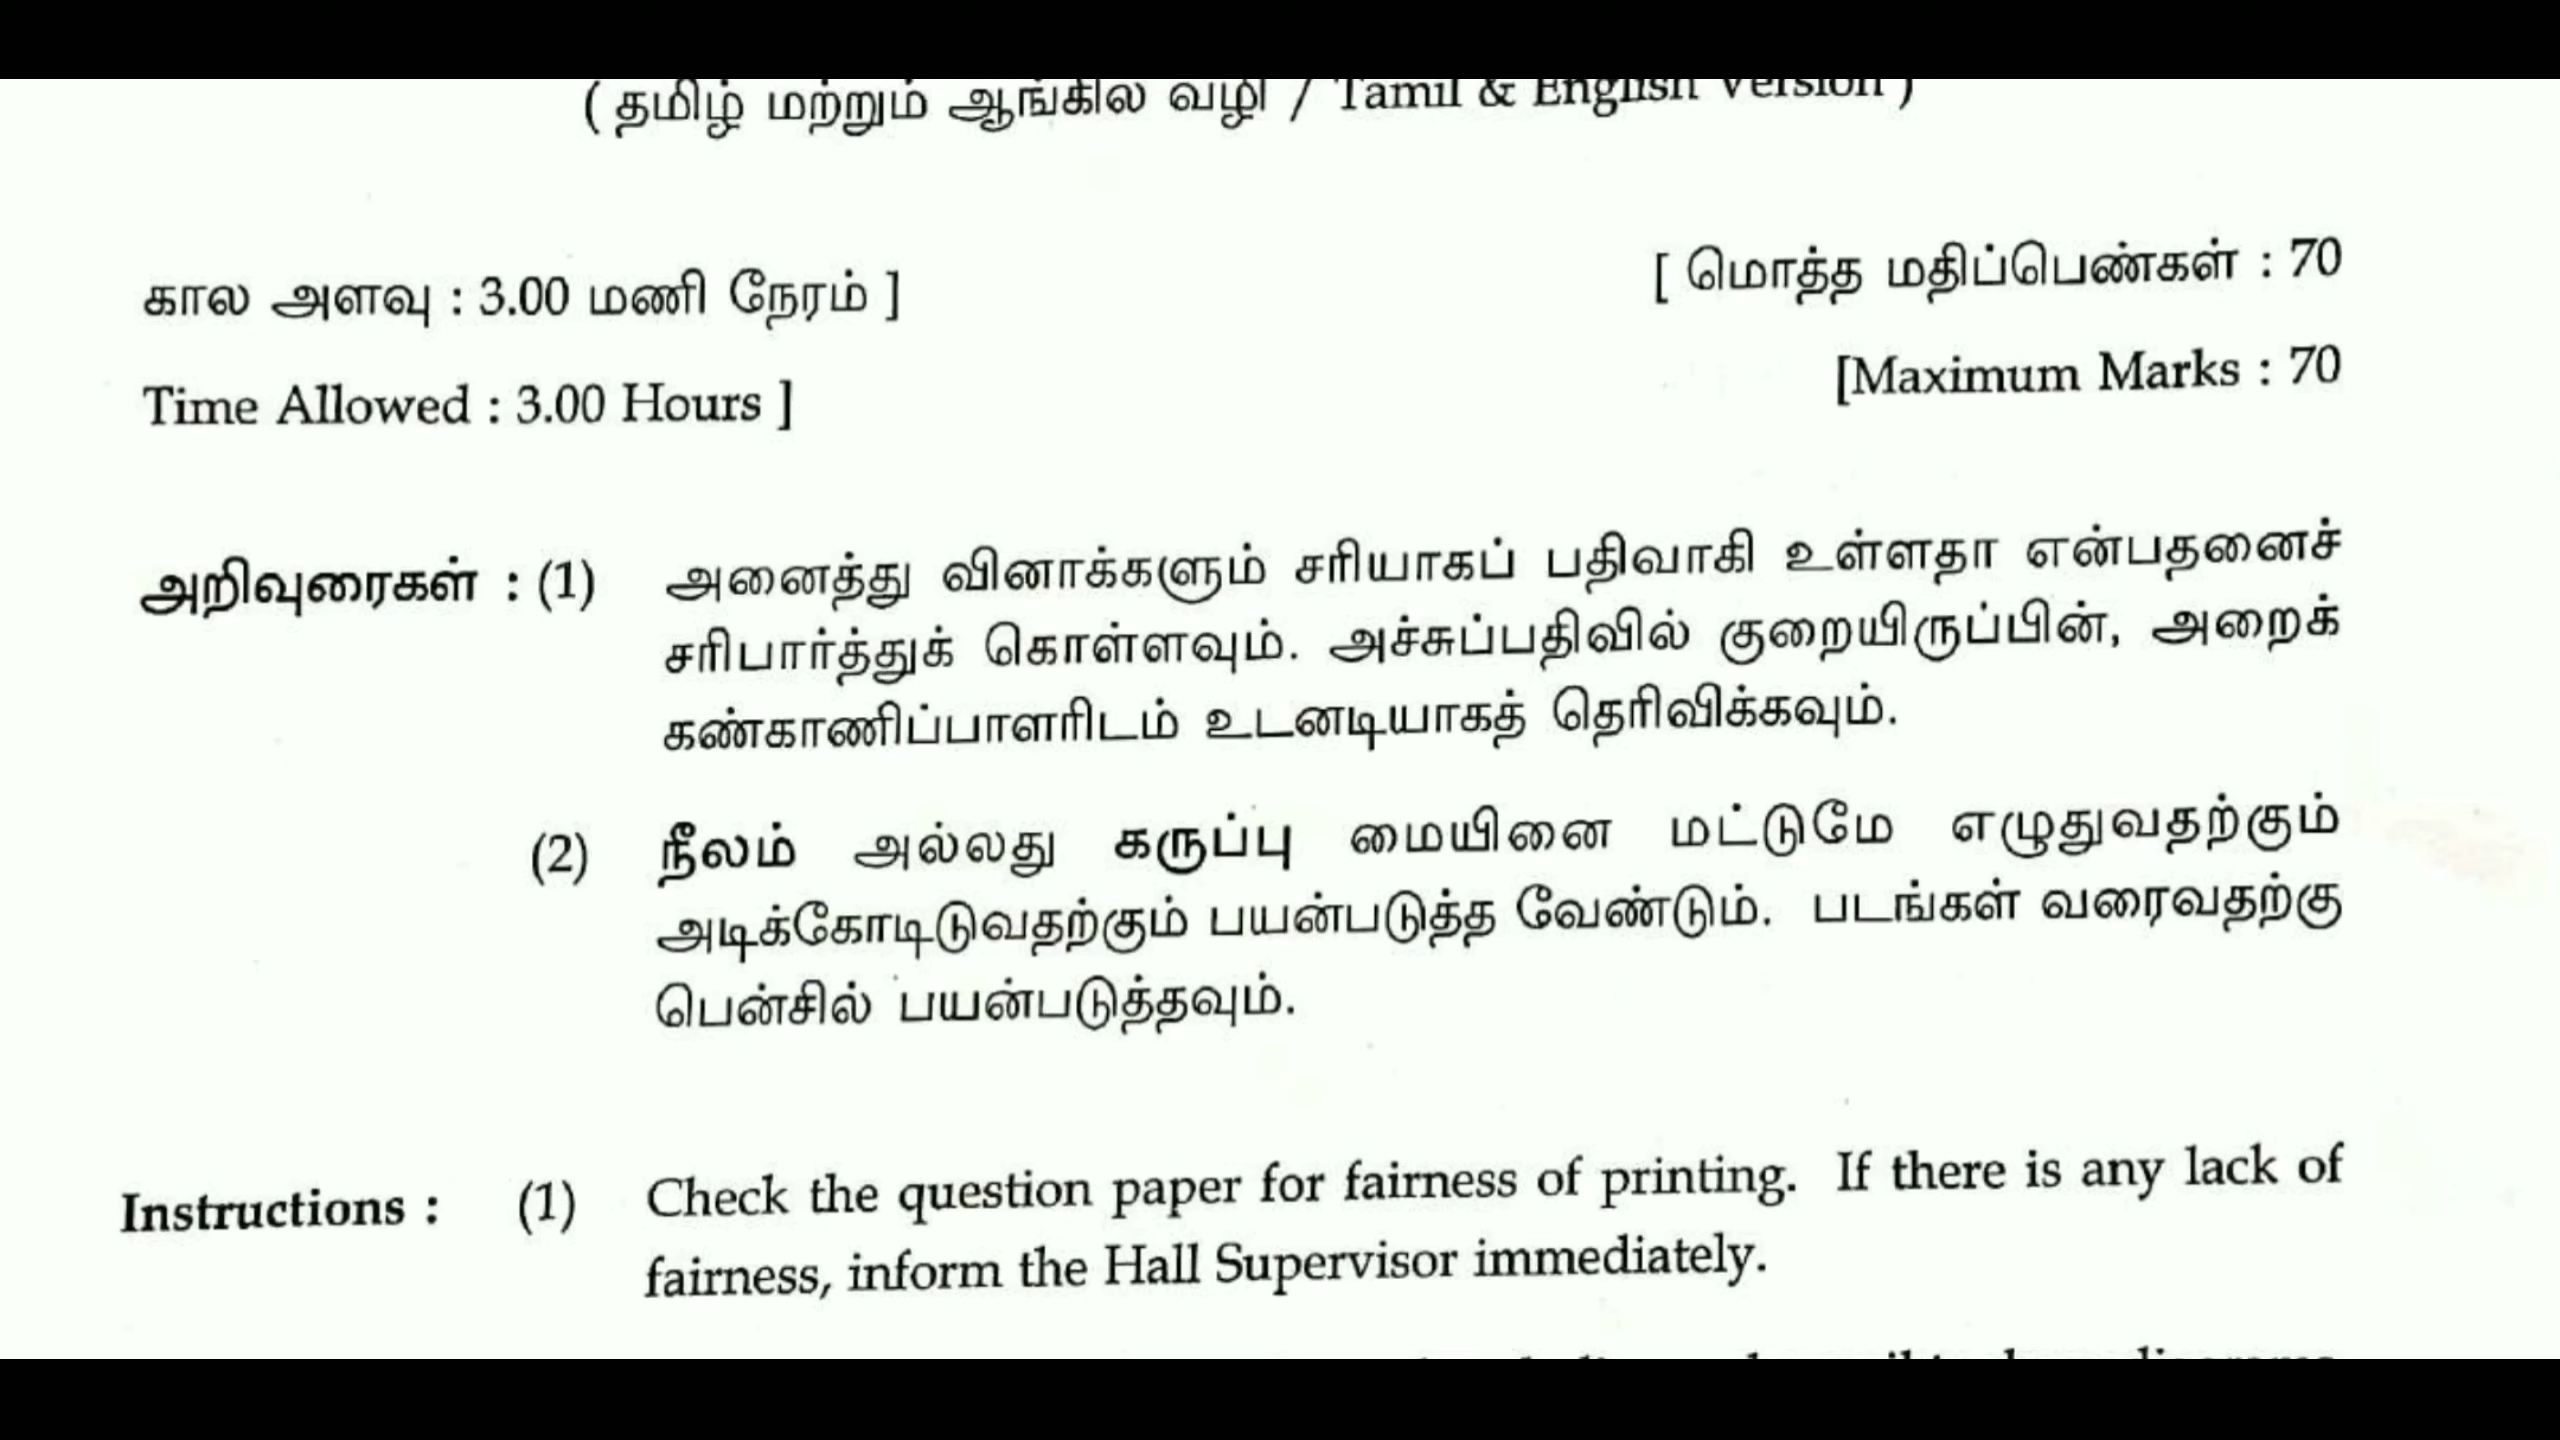 ( தமிழ் மற்றும் ஆங்கில வழி / Tamil & English Version )
கால அளவு : 3.00 மணி நேரம் ] [ மொத்த மதிப்பெண்கள் : 70
Time Allowed : 3.00 Hours ] [Maximum Marks : 70
அறிவுரைகள் : (1) அனைத்து வினாக்களும் சரியாகப் பதிவாகி உள்ளதா என்பதனைச்
சரிபார்த்துக் கொள்ளவும். அச்சுப்பதிவில் குறையிருப்பின், அறைக்
கண்காணிப்பாளரிடம் உடனடியாகத் தெரிவிக்கவும்.
(2) நீலம் அல்லது கருப்பு மையினை மட்டுமே எழுதுவதற்கும்
அடிக்கோடிடுவதற்கும் பயன்படுத்த வேண்டும். படங்கள் வரைவதற்கு
பென்சில் பயன்படுத்தவும்.
Instructions : (1) Check the question paper for fairness of printing. If there is any lack of
fairness, inform the Hall Supervisor immediately.